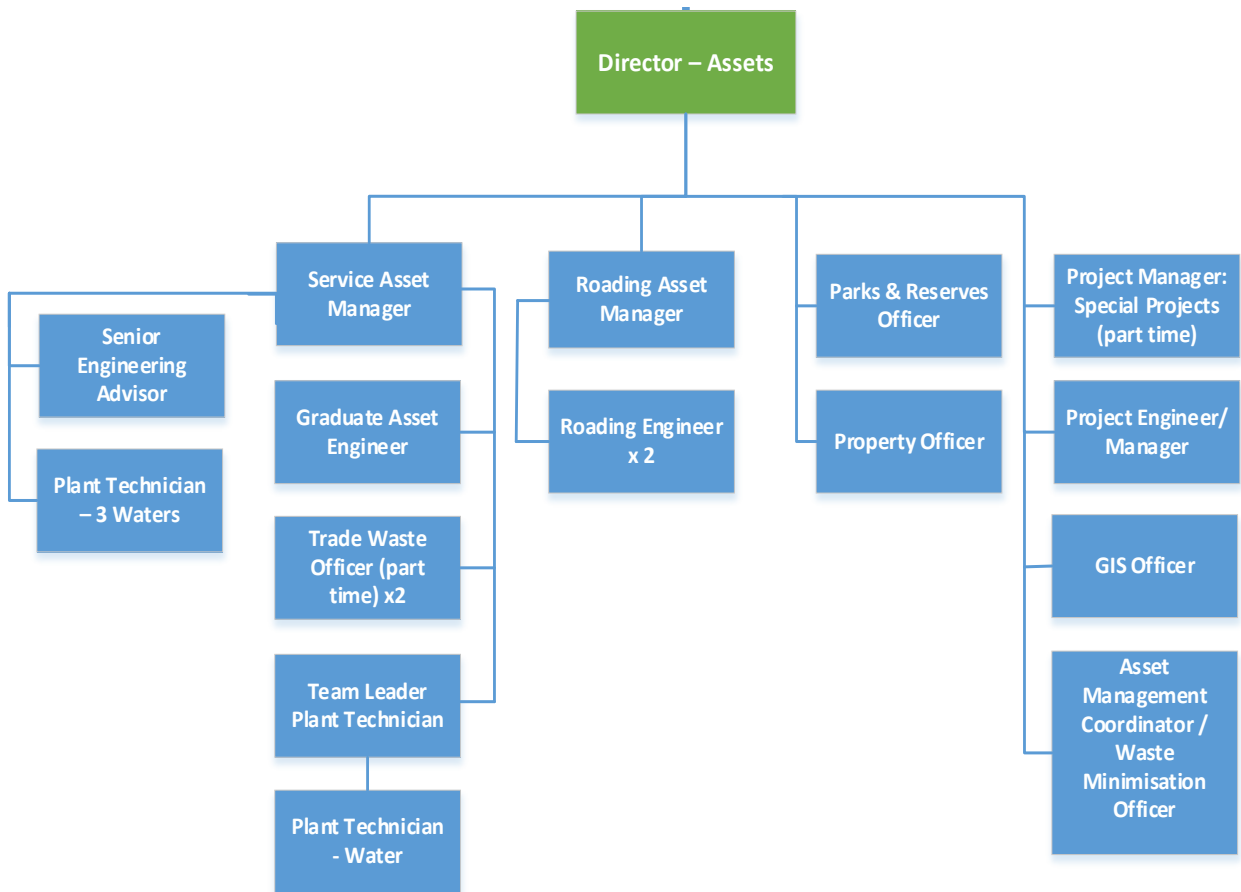 Director – Assets
Service Asset
Manager
Roading Asset
Manager
Parks & Reserves
Officer
Project Manager:
Special Projects
(part time)
Senior
Engineering
Advisor
Graduate Asset
Engineer
Roading Engineer
x 2
Property Officer
Project Engineer/
Manager
Plant Technician
– 3 Waters
Trade Waste
Officer (part
time) x2
GIS Officer
Team Leader
Plant Technician
Asset
Management
Coordinator /
Waste
Minimisation
Officer
Plant Technician
- Water